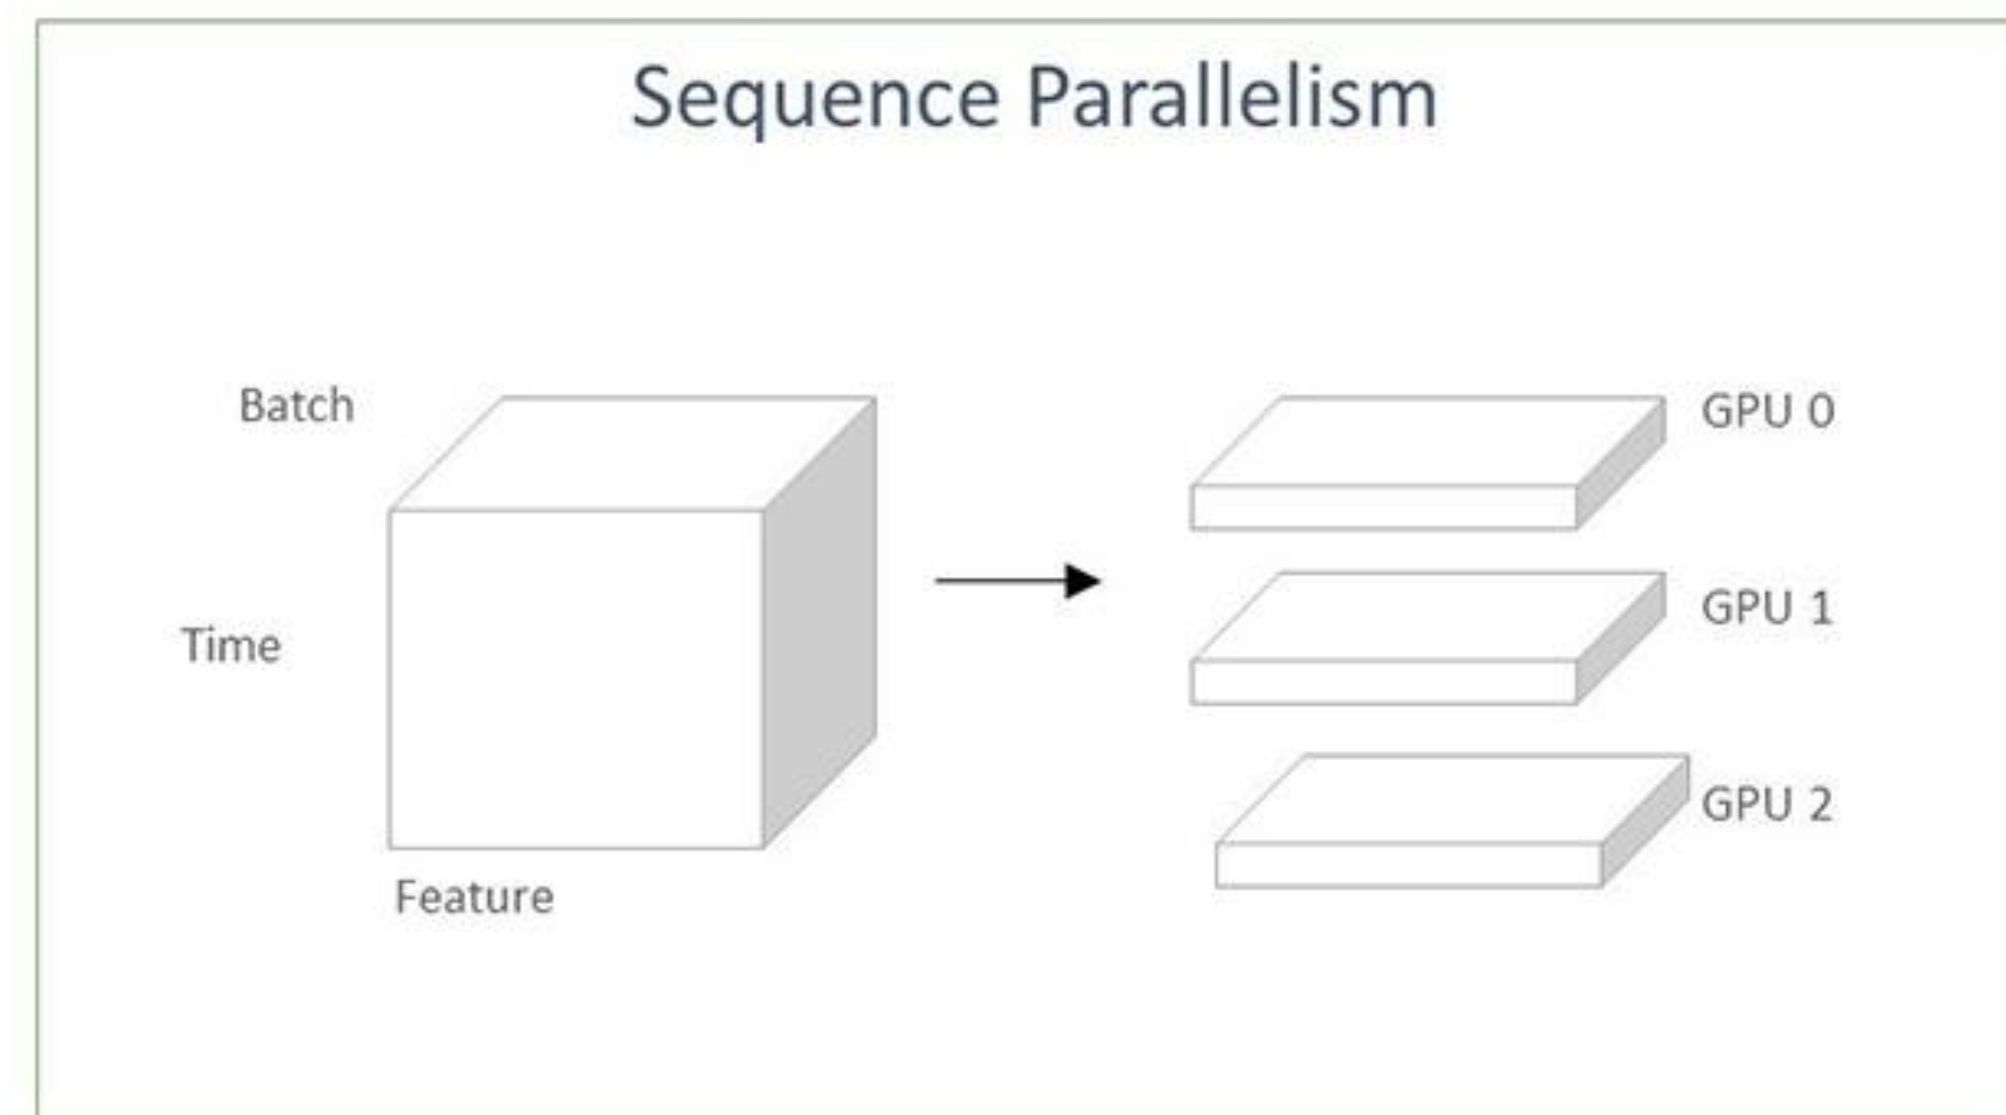 Sequence Parallelism
Batch
GPU 0
GPU 1
Time
GPU 2
Feature